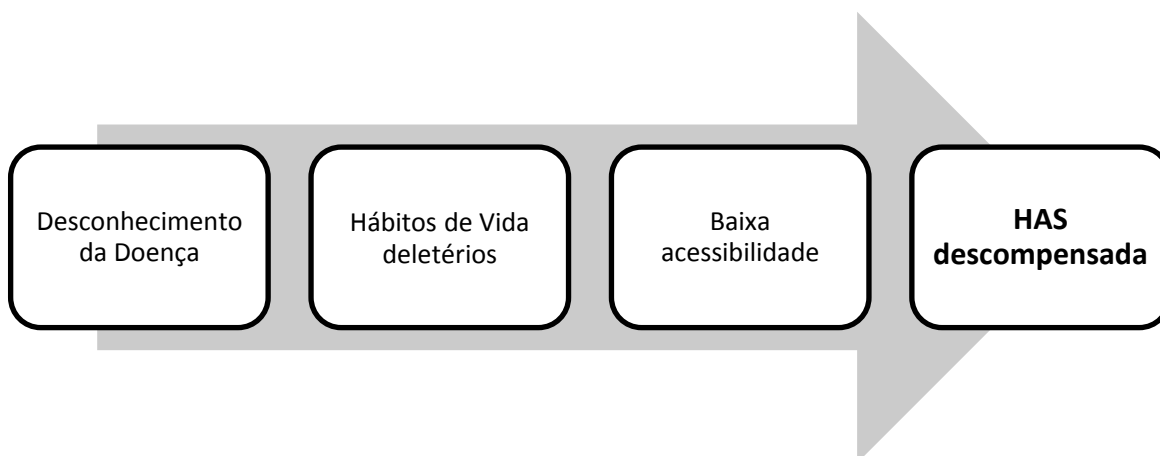 Desconhecimento
da Doença
Hábitos de Vida
deletérios
Baixa
acessibilidade
HAS
descompensada